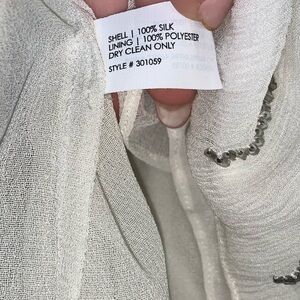 SHELL | 100% SILK
LINING | 100% POLYESTER
DRY CLEAN ONLY
STYLE # 301059